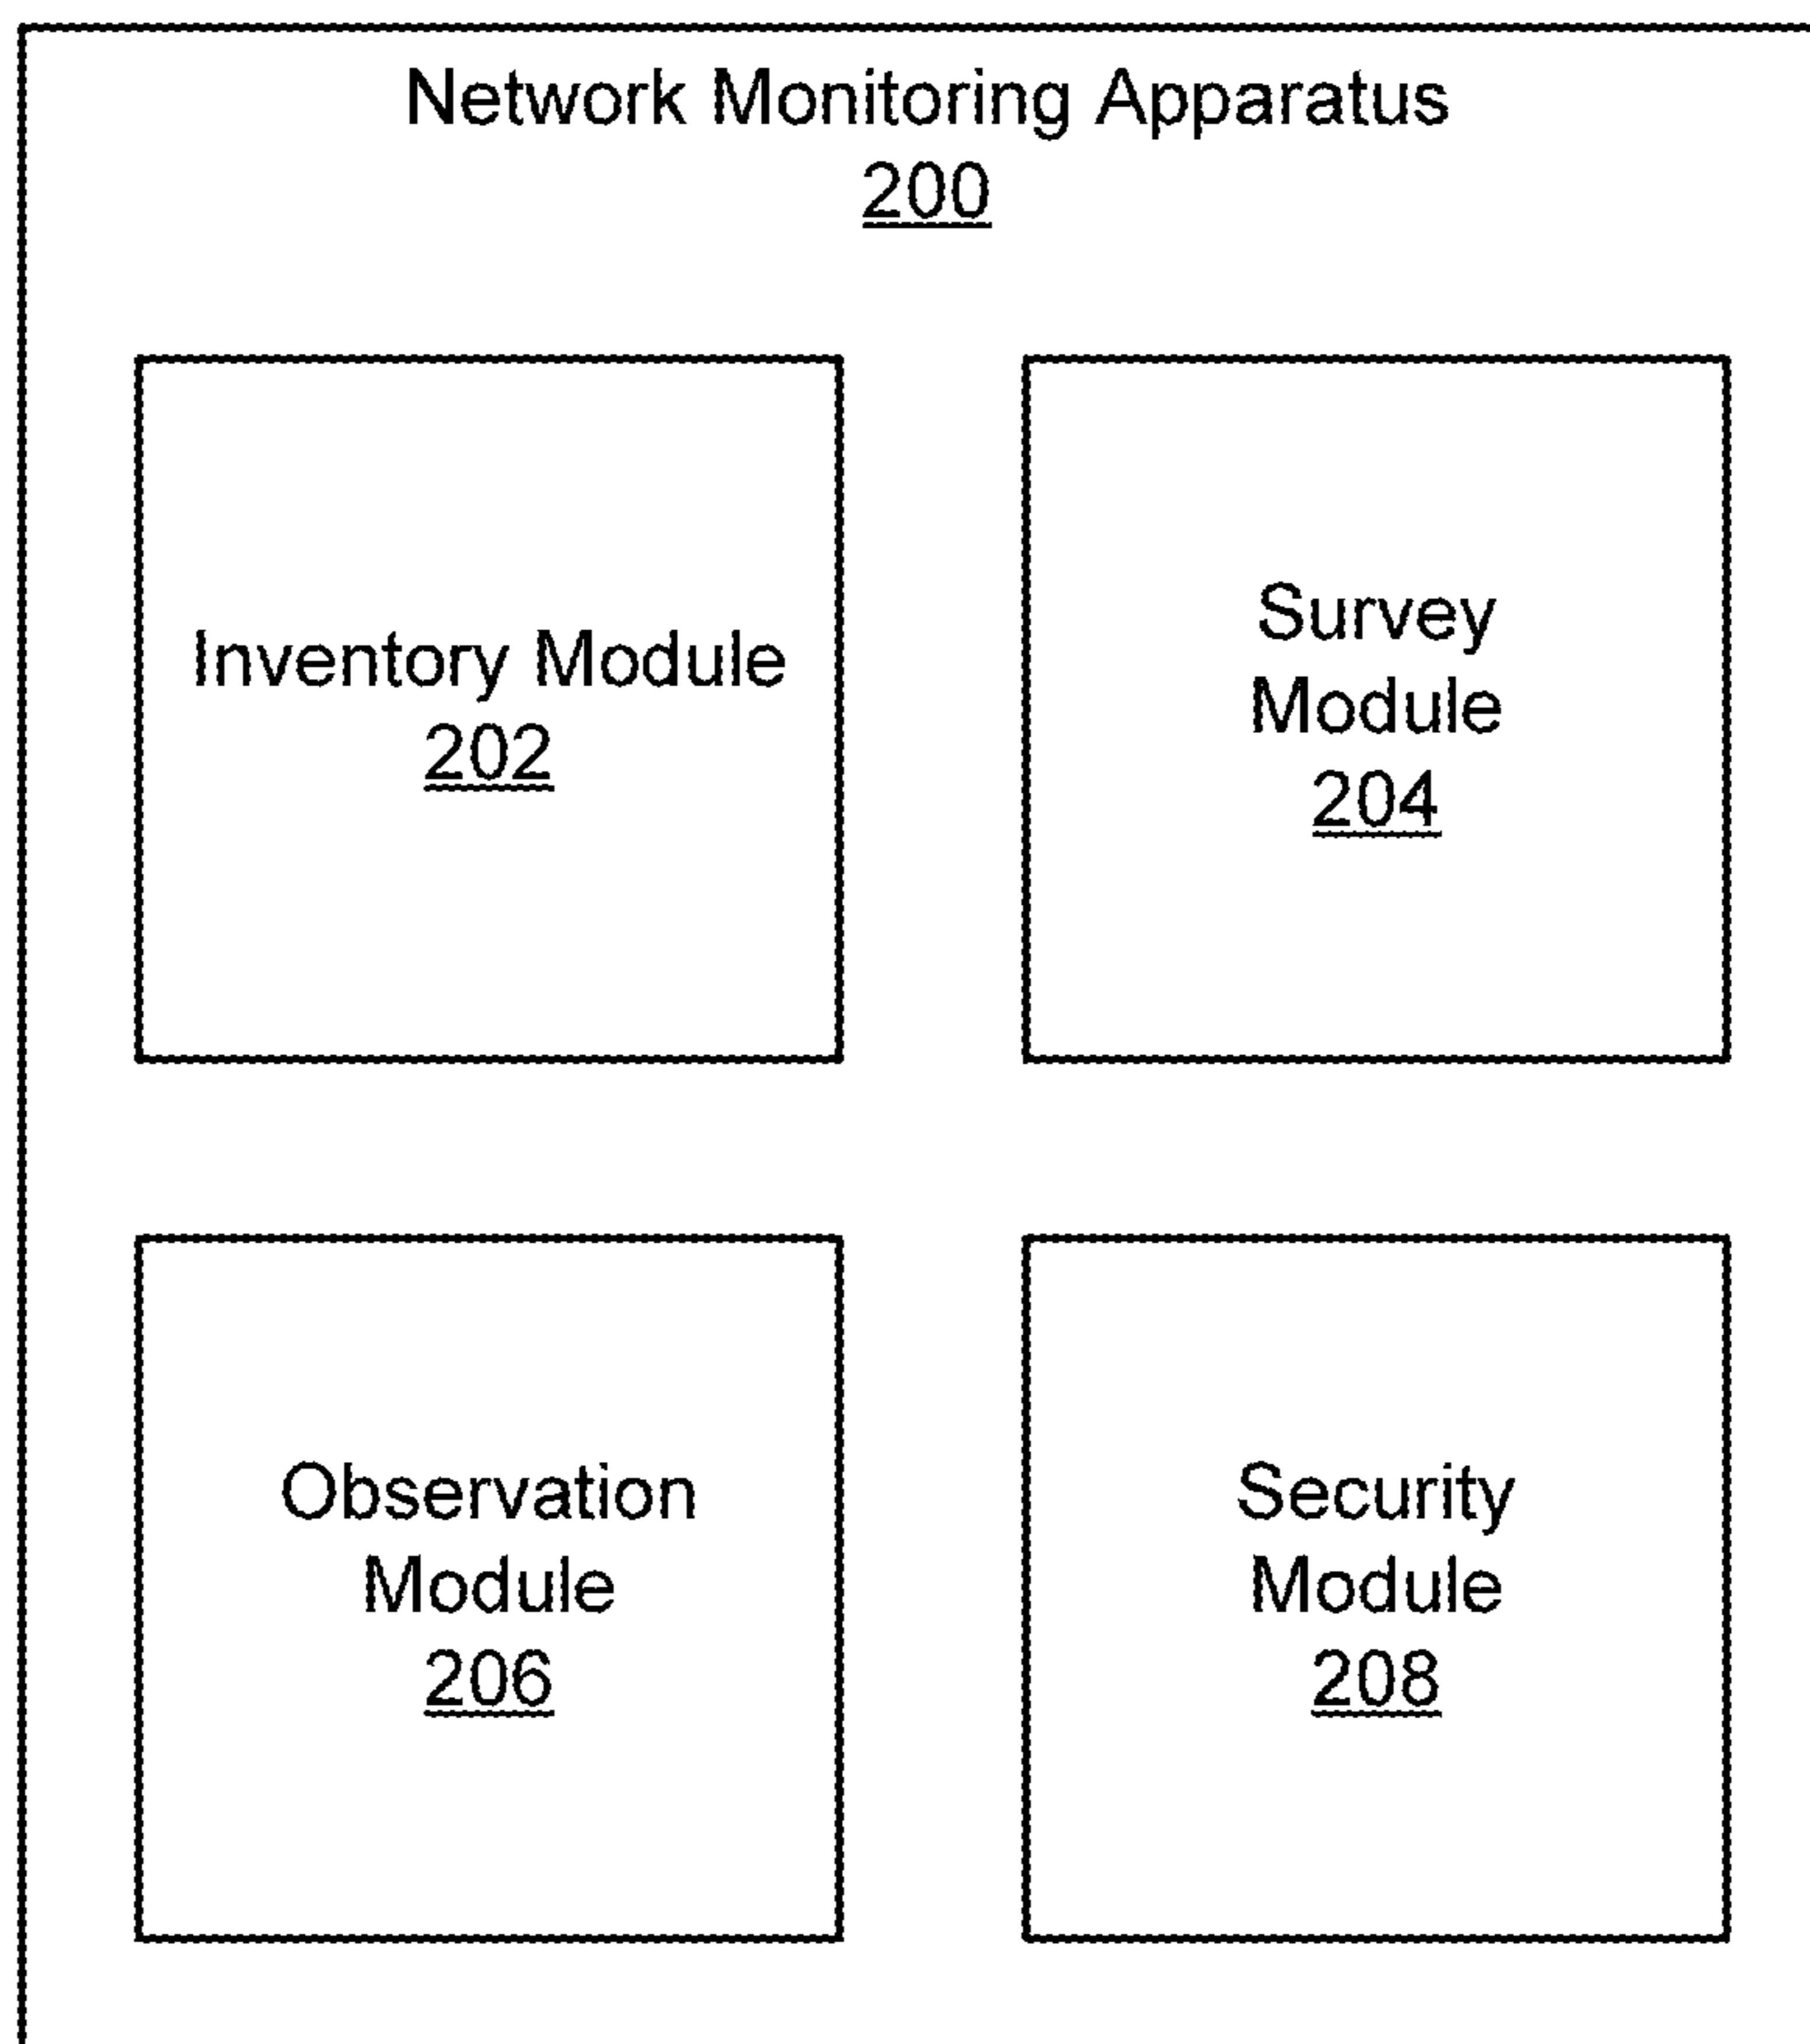 Network Monitoring Apparatus
200
Inventory Module
202
Survey
Module
204
Observation
Module
206
Security
Module
208